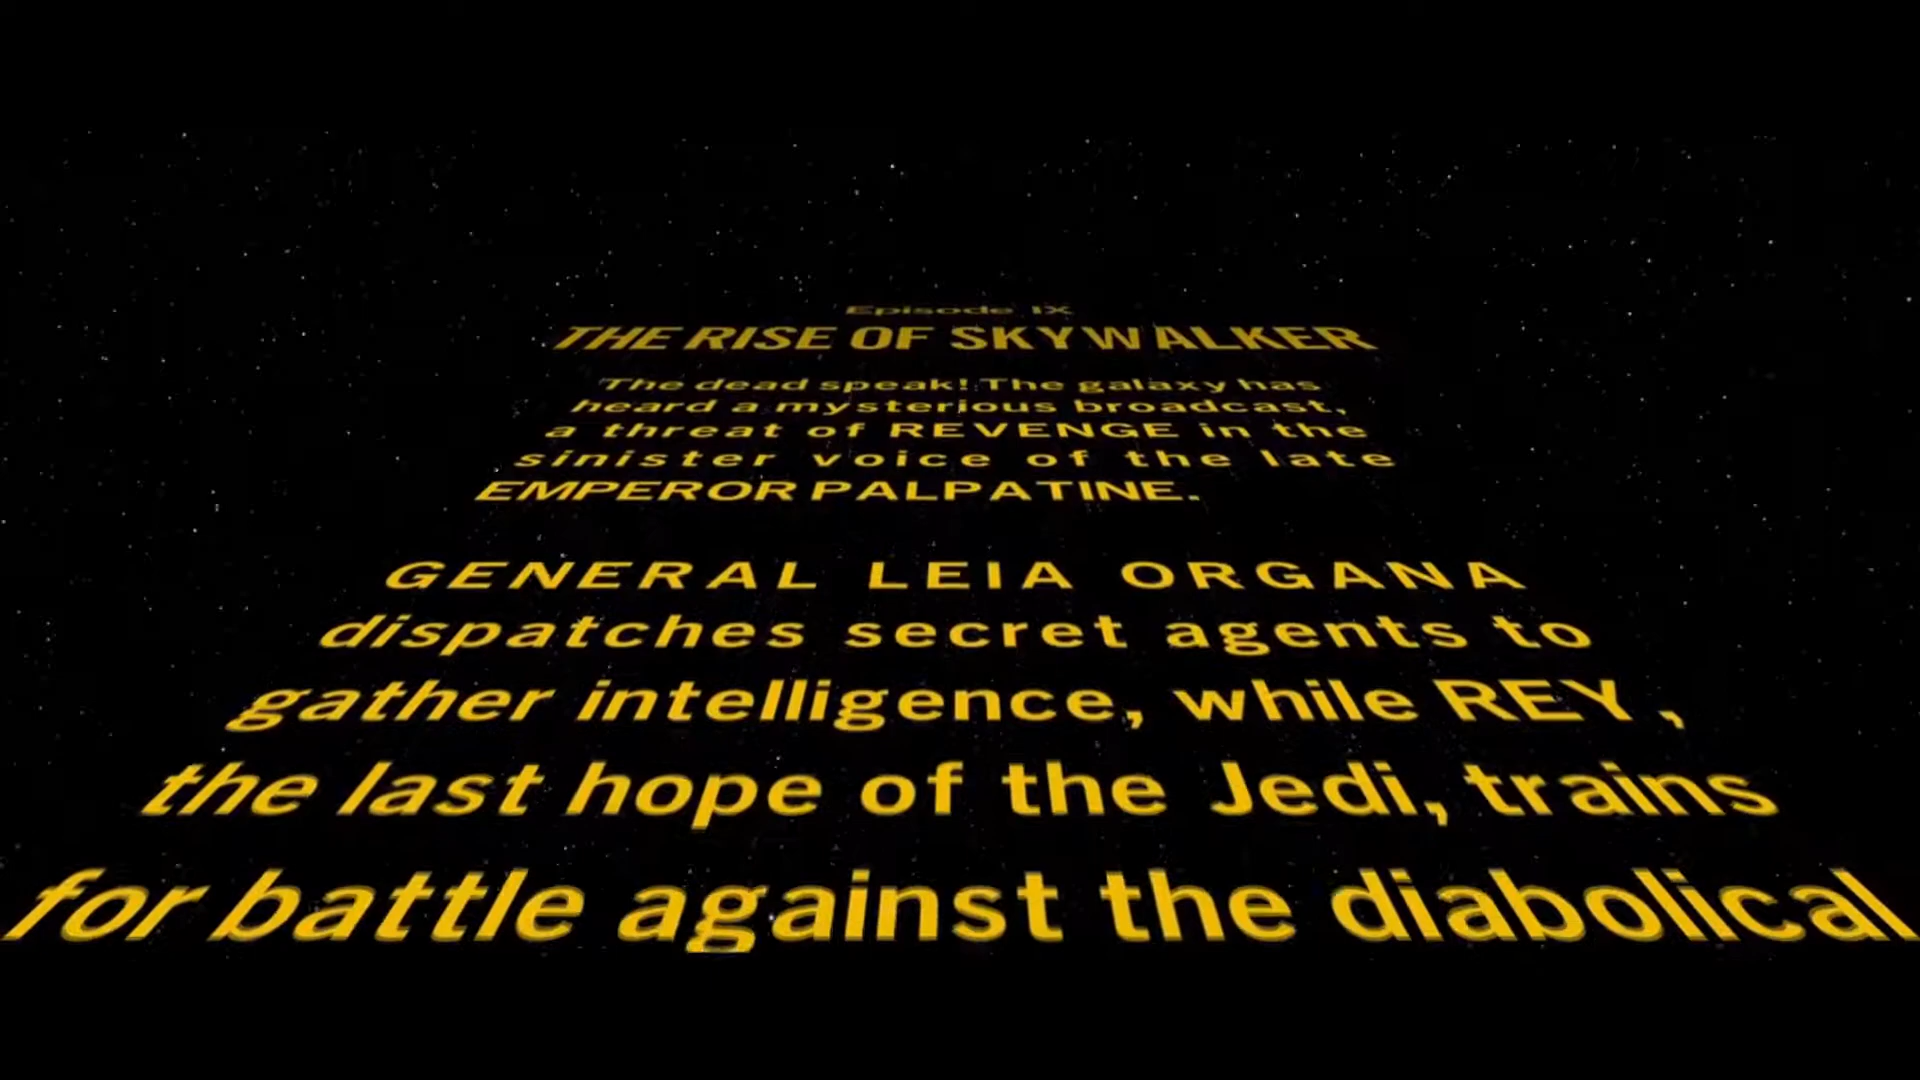 Episode IX
THE RISE OF SKYWALKER
The dead speak! The galaxy has
heard a mysterious broadcast,
a threat of REVENGE in the
sinister voice of the late
EMPEROR PALPATINE.
GENERAL LEIA ORGANA
dispatches secret agents to
gather intelligence, while REY,
the last hope of the Jedi, trains
for battle against the diabolical